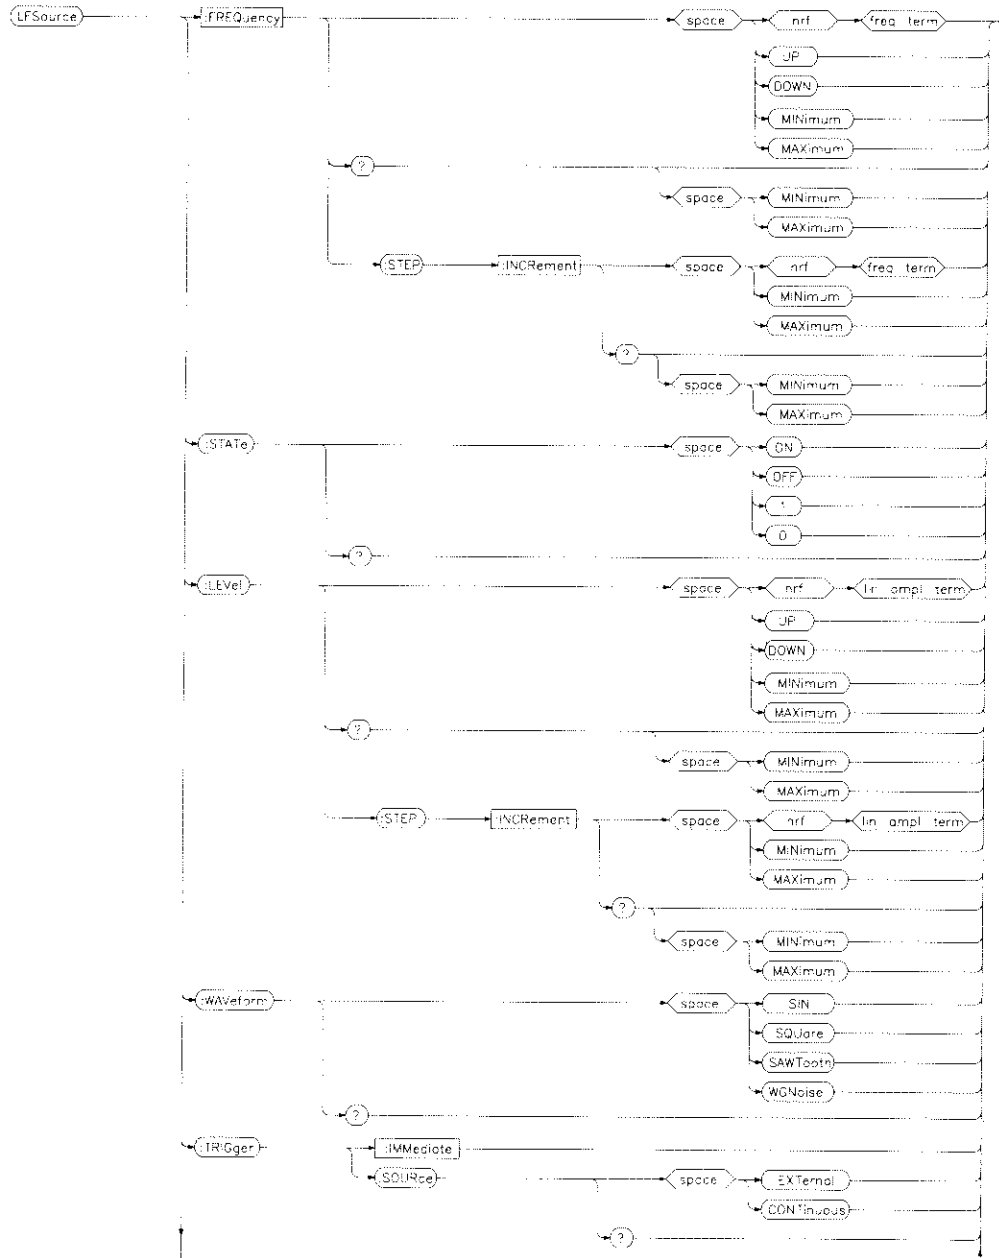 LFSource :FREQuency space nrf freq term
UP
DOWN
MINimum
MAXimum
?
space MINimum
MAXimum
:STEP :INCRement space nrf freq term
MINimum
MAXimum
?
space MINimum
MAXimum
:STATe space ON
OFF
1
0
?
:LEVel space nrf lin ampl term
UP
DOWN
MINimum
MAXimum
?
space MINimum
MAXimum
:STEP :INCRement space nrf lin ampl term
MINimum
MAXimum
?
space MINimum
MAXimum
:WAVeform space SIN
SQUare
SAWTooth
WGNoise
?
:TRIGger :IMMediate
:SOURce space EXTernal
CONTinuous
?